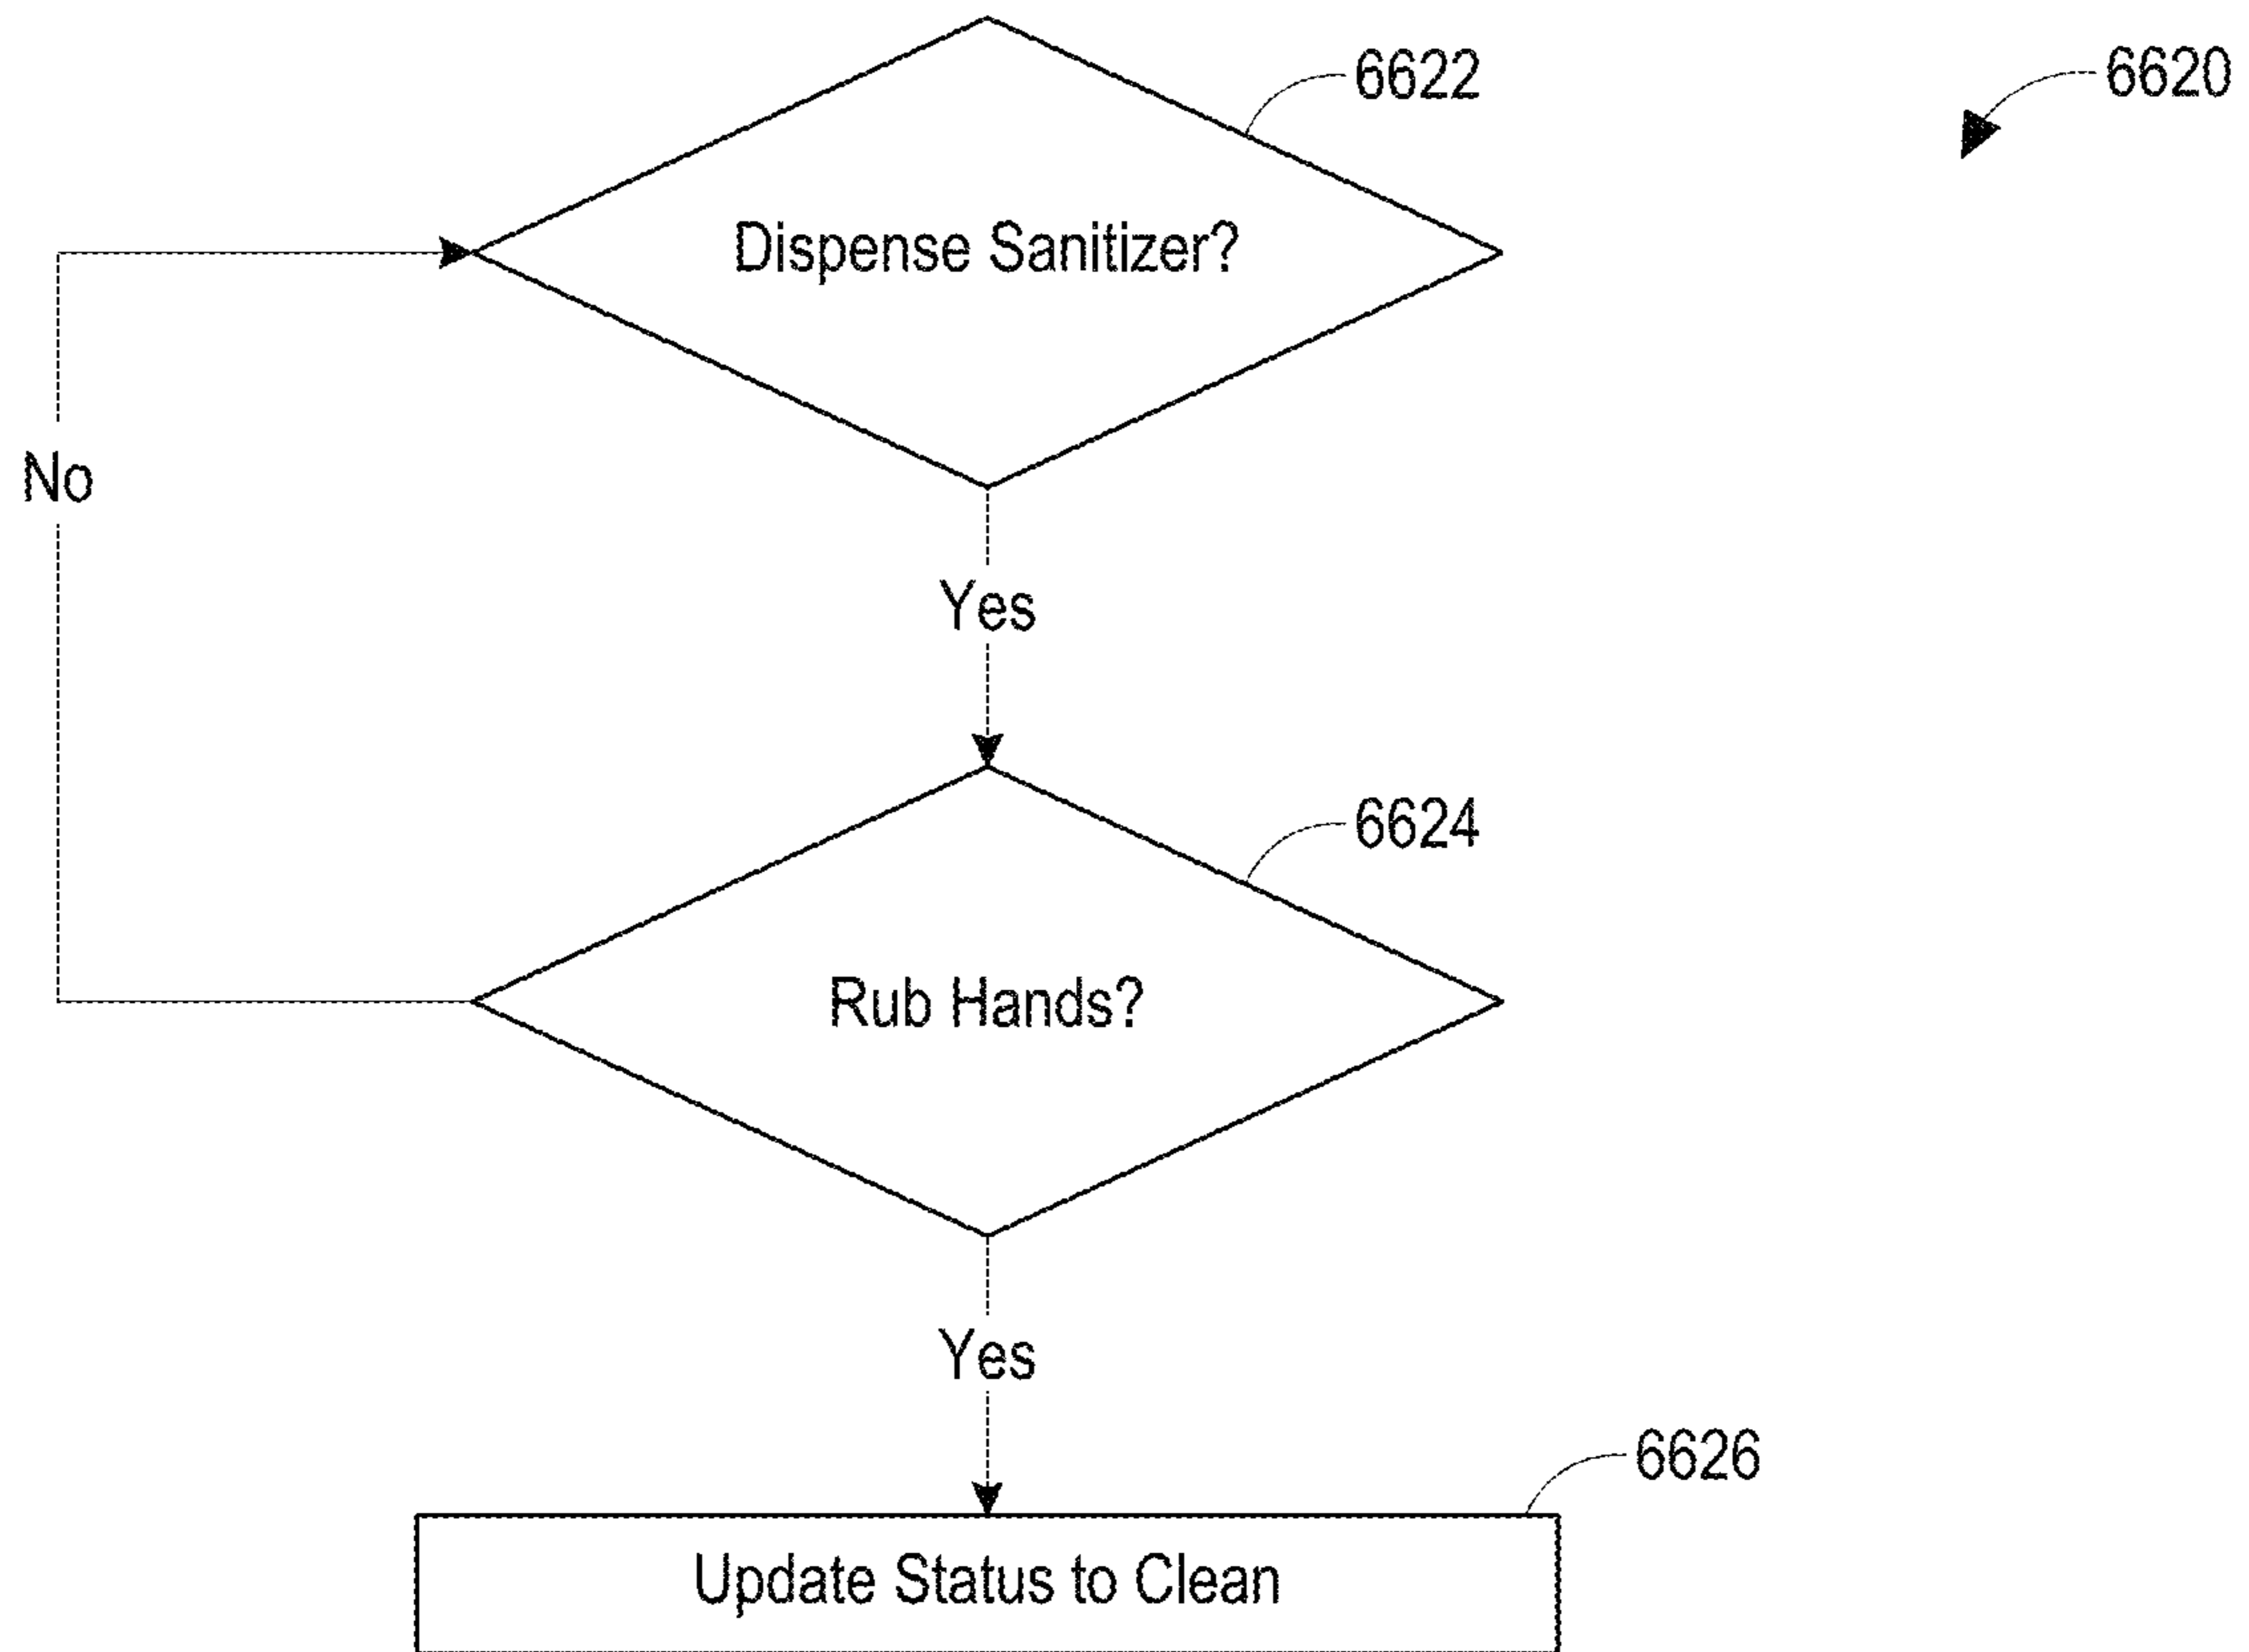 6622
6620
Dispense Sanitizer?
No
Yes
6624
Rub Hands?
Yes
6626
Update Status to Clean